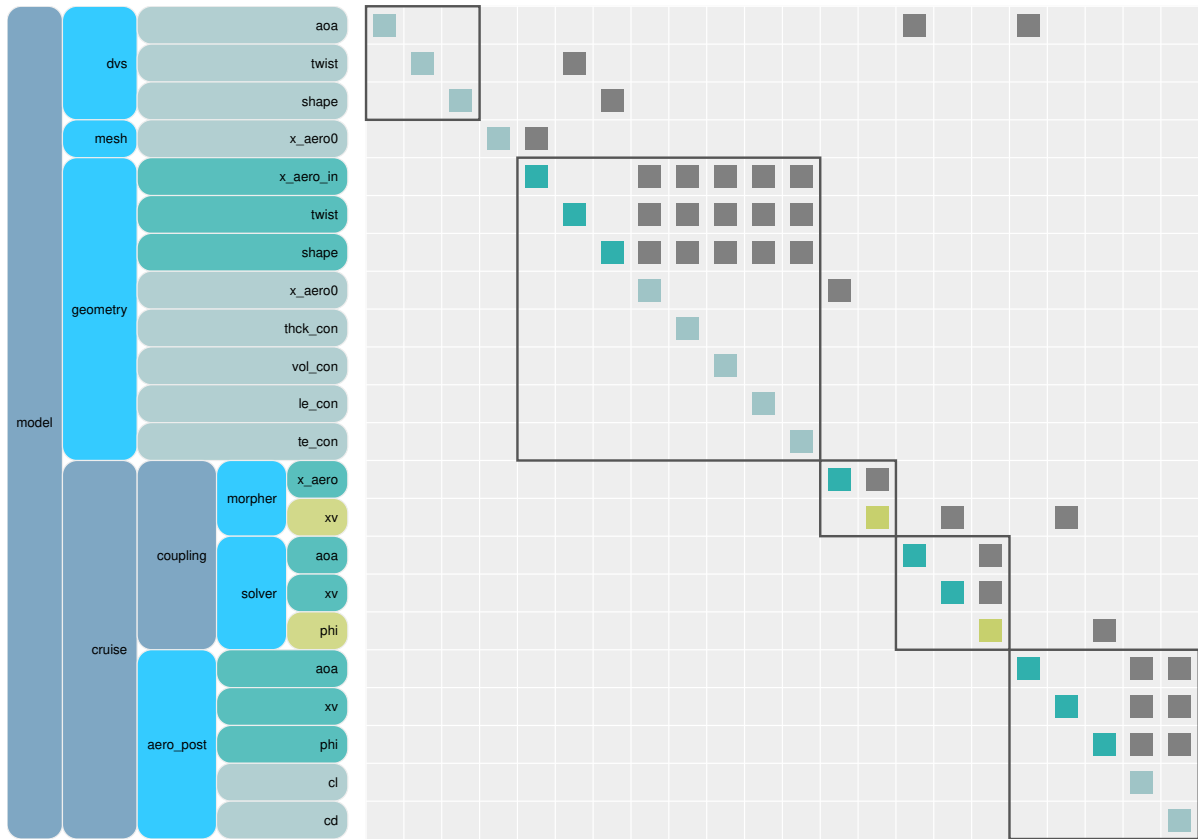 model
dvs
aoa
twist
shape
mesh
x_aero0
geometry
x_aero_in
twist
shape
x_aero0
thck_con
vol_con
le_con
te_con
cruise
coupling
morpher
x_aero
xv
solver
aoa
xv
phi
aero_post
aoa
xv
phi
cl
cd